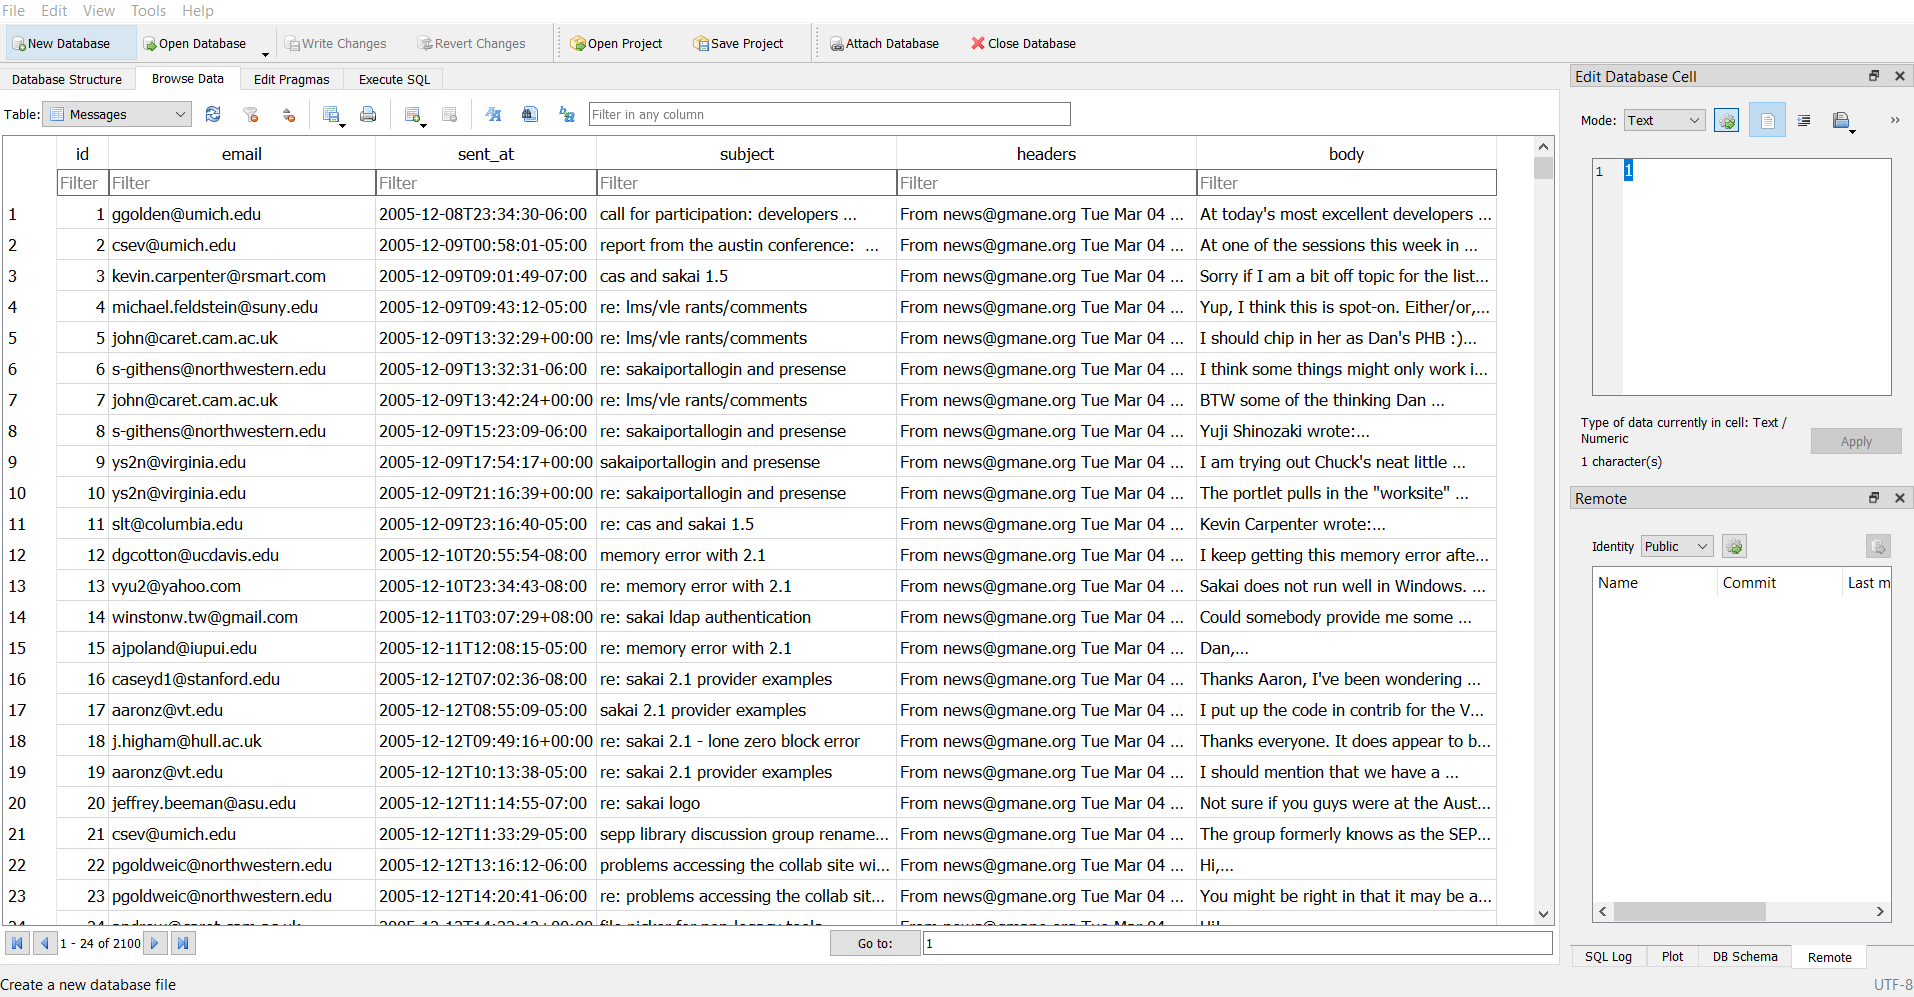 File Edit View Tools Help
New Database Open Database Write Changes Revert Changes Open Project Save Project Attach Database Close Database
Database Structure Browse Data Edit Pragmas Execute SQL
Table: Messages Filter in any column
id email sent_at subject headers body
Filter Filter Filter Filter Filter Filter
1 1 ggolden@umich.edu 2005-12-08T23:34:30-06:00 call for participation: developers ... From news@gmane.org Tue Mar 04 ... At today's most excellent developers ...
2 2 csev@umich.edu 2005-12-09T00:58:01-05:00 report from the austin conference: ... From news@gmane.org Tue Mar 04 ... At one of the sessions this week in ...
3 3 kevin.carpenter@rsmart.com 2005-12-09T09:01:49-07:00 cas and sakai 1.5 From news@gmane.org Tue Mar 04 ... Sorry if I am a bit off topic for the list...
4 4 michael.feldstein@suny.edu 2005-12-09T09:43:12-05:00 re: lms/vle rants/comments From news@gmane.org Tue Mar 04 ... Yup, I think this is spot-on. Either/or,...
5 5 john@caret.cam.ac.uk 2005-12-09T13:32:29+00:00 re: lms/vle rants/comments From news@gmane.org Tue Mar 04 ... I should chip in her as Dan's PHB :)...
6 6 s-githens@northwestern.edu 2005-12-09T13:32:31-06:00 re: sakaiportallogin and presense From news@gmane.org Tue Mar 04 ... I think some things might only work i...
7 7 john@caret.cam.ac.uk 2005-12-09T13:42:24+00:00 re: lms/vle rants/comments From news@gmane.org Tue Mar 04 ... BTW some of the thinking Dan ...
8 8 s-githens@northwestern.edu 2005-12-09T15:23:09-06:00 re: sakaiportallogin and presense From news@gmane.org Tue Mar 04 ... Yuji Shinozaki wrote:...
9 9 ys2n@virginia.edu 2005-12-09T17:54:17+00:00 sakaiportallogin and presense From news@gmane.org Tue Mar 04 ... I am trying out Chuck's neat little ...
10 10 ys2n@virginia.edu 2005-12-09T21:16:39+00:00 re: sakaiportallogin and presense From news@gmane.org Tue Mar 04 ... The portlet pulls in the "worksite" ...
11 11 slt@columbia.edu 2005-12-09T23:16:40-05:00 re: cas and sakai 1.5 From news@gmane.org Tue Mar 04 ... Kevin Carpenter wrote:...
12 12 dgcotton@ucdavis.edu 2005-12-10T20:55:54-08:00 memory error with 2.1 From news@gmane.org Tue Mar 04 ... I keep getting this memory error afte...
13 13 vyu2@yahoo.com 2005-12-10T23:34:43-08:00 re: memory error with 2.1 From news@gmane.org Tue Mar 04 ... Sakai does not run well in Windows. ...
14 14 winstonw.tw@gmail.com 2005-12-11T03:07:29+08:00 re: sakai ldap authentication From news@gmane.org Tue Mar 04 ... Could somebody provide me some ...
15 15 ajpoland@iupui.edu 2005-12-11T12:08:15-05:00 re: memory error with 2.1 From news@gmane.org Tue Mar 04 ... Dan,...
16 16 caseyd1@stanford.edu 2005-12-12T07:02:36-08:00 re: sakai 2.1 provider examples From news@gmane.org Tue Mar 04 ... Thanks Aaron, I've been wondering ...
17 17 aaronz@vt.edu 2005-12-12T08:55:09-05:00 sakai 2.1 provider examples From news@gmane.org Tue Mar 04 ... I put up the code in contrib for the V...
18 18 j.higham@hull.ac.uk 2005-12-12T09:49:16+00:00 re: sakai 2.1 - lone zero block error From news@gmane.org Tue Mar 04 ... Thanks everyone. It does appear to b...
19 19 aaronz@vt.edu 2005-12-12T10:13:38-05:00 re: sakai 2.1 provider examples From news@gmane.org Tue Mar 04 ... I should mention that we have a ...
20 20 jeffrey.beeman@asu.edu 2005-12-12T11:14:55-07:00 re: sakai logo From news@gmane.org Tue Mar 04 ... Not sure if you guys were at the Aust...
21 21 csev@umich.edu 2005-12-12T11:33:29-05:00 sepp library discussion group rename... From news@gmane.org Tue Mar 04 ... The group formerly knows as the SEP...
22 22 pgoldweic@northwestern.edu 2005-12-12T13:16:12-06:00 problems accessing the collab site wi... From news@gmane.org Tue Mar 04 ... Hi,...
23 23 pgoldweic@northwestern.edu 2005-12-12T14:20:41-06:00 re: problems accessing the collab sit... From news@gmane.org Tue Mar 04 ... You might be right in that it may be a...
1 - 24 of 2100 Go to: 1
Create a new database file
Edit Database Cell
Mode: Text
1 1
Type of data currently in cell: Text /
Numeric
Apply
1 character(s)
Remote
Identity Public
Name Commit Last m
SQL Log Plot DB Schema Remote
UTF-8